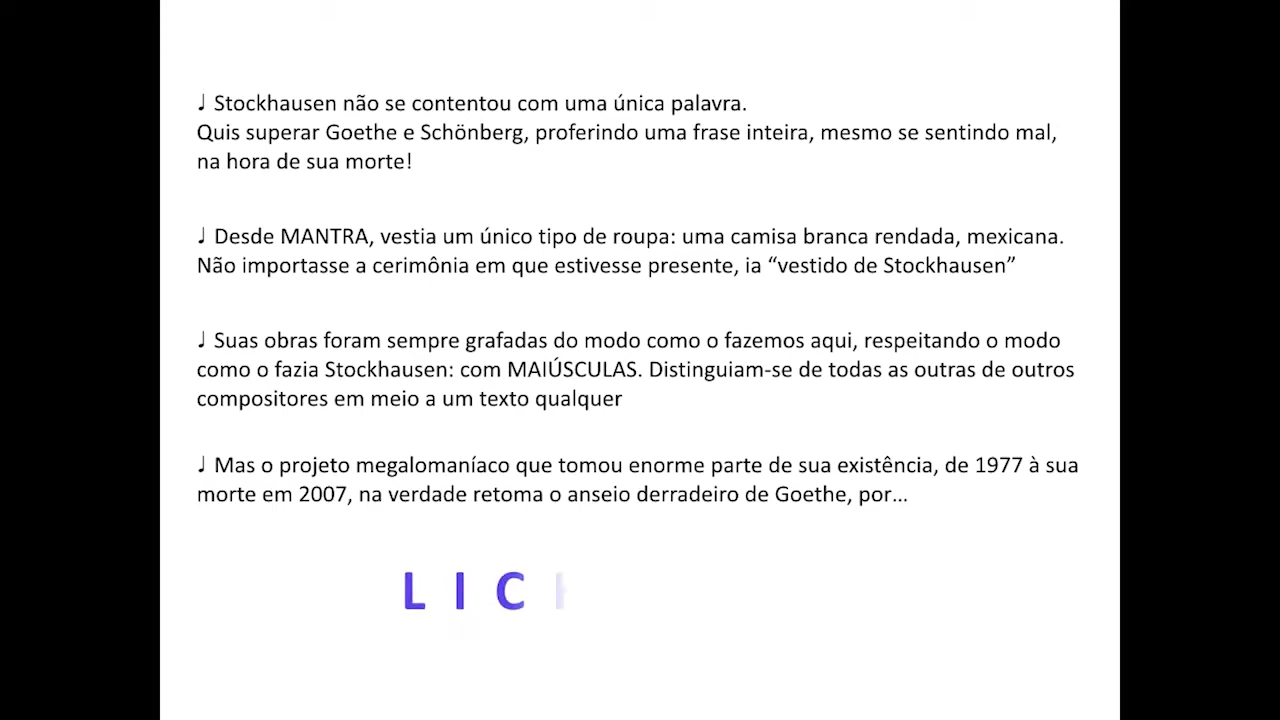 ♩ Stockhausen não se contentou com uma única palavra.
Quis superar Goethe e Schönberg, proferindo uma frase inteira, mesmo se sentindo mal,
na hora de sua morte!
♩ Desde MANTRA, vestia um único tipo de roupa: uma camisa branca rendada, mexicana.
Não importasse a cerimônia em que estivesse presente, ia “vestido de Stockhausen”
♩ Suas obras foram sempre grafadas do modo como o fazemos aqui, respeitando o modo
como o fazia Stockhausen: com MAIÚSCULAS. Distinguiam-se de todas as outras de outros
compositores em meio a um texto qualquer
♩ Mas o projeto megalomaníaco que tomou enorme parte de sua existência, de 1977 à sua
morte em 2007, na verdade retoma o anseio derradeiro de Goethe, por...
L I C